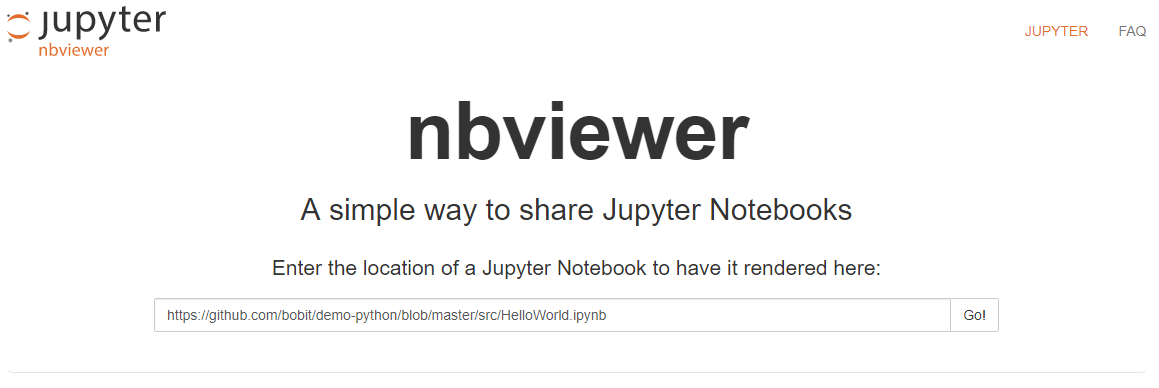 jupyter
nbviewer
JUPYTER FAQ
nbviewer
A simple way to share Jupyter Notebooks
Enter the location of a Jupyter Notebook to have it rendered here:
https://github.com/bobit/demo-python/blob/master/src/HelloWorld.ipynb Go!